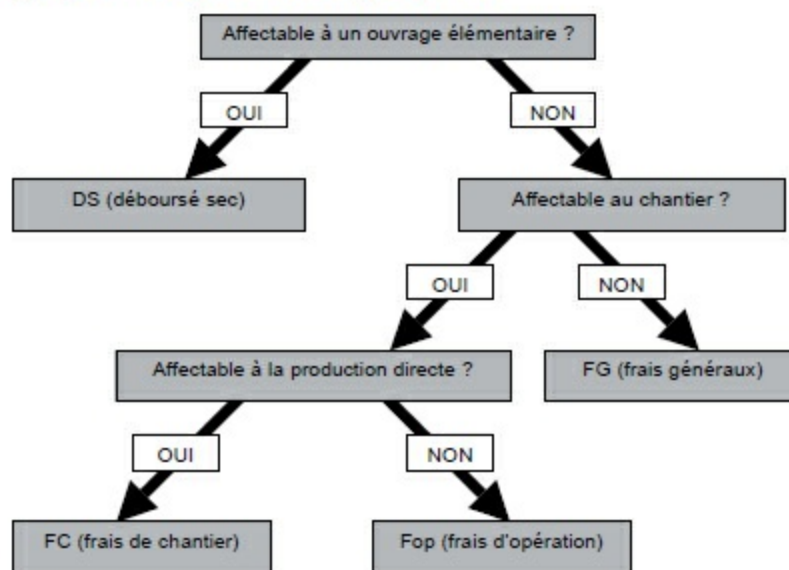 Affectable à un ouvrage élémentaire ?
OUI
NON
DS (déboursé sec)
Affectable au chantier ?
OUI
NON
Affectable à la production directe ?
FG (frais généraux)
OUI
NON
FC (frais de chantier)
Fop (frais d'opération)